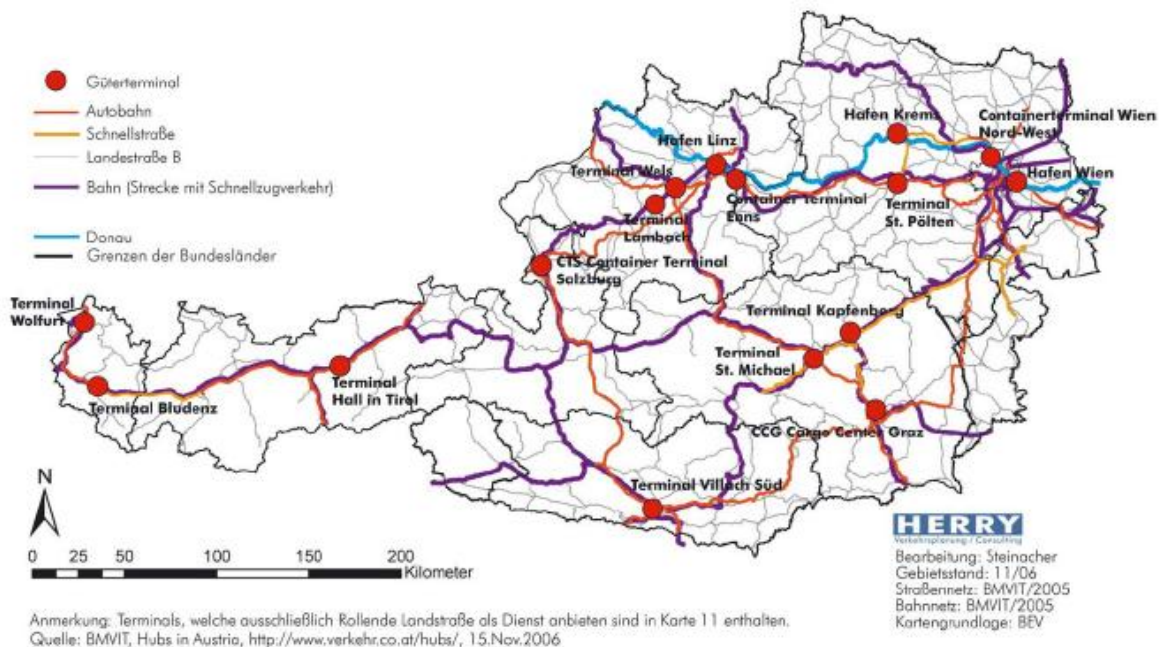 Güterterminal
Autobahn
Schnellstraße
Landestraße B
Bahn (Strecke mit Schnellzugverkehr)
Donau
Grenzen der Bundesländer
Hafen Krems
Containerterminal Wien
Nord-West
Hafen Linz
Terminal Wels
Hafen Wien
Container Terminal
Enns
Terminal
St. Pölten
Terminal
Lambach
CTS Container Terminal
Salzburg
Terminal
Wolfurt
Terminal Kapfenberg
Terminal
St. Michael
Terminal
Hall in Tirol
Terminal Bludenz
CCG Cargo Center Graz
Terminal Villach Süd
N
0 25 50 100 150 200
Kilometer
HERRY
Verkehrsplanung / Consulting
Bearbeitung: Steinacher
Gebietsstand: 11/06
Straßennetz: BMVIT/2005
Bahnnetz: BMVIT/2005
Kartengrundlage: BEV
Anmerkung: Terminals, welche ausschließlich Rollende Landstraße als Dienst anbieten sind in Karte 11 enthalten.
Quelle: BMVIT, Hubs in Austria, http://www.verkehr.co.at/hubs/, 15.Nov.2006